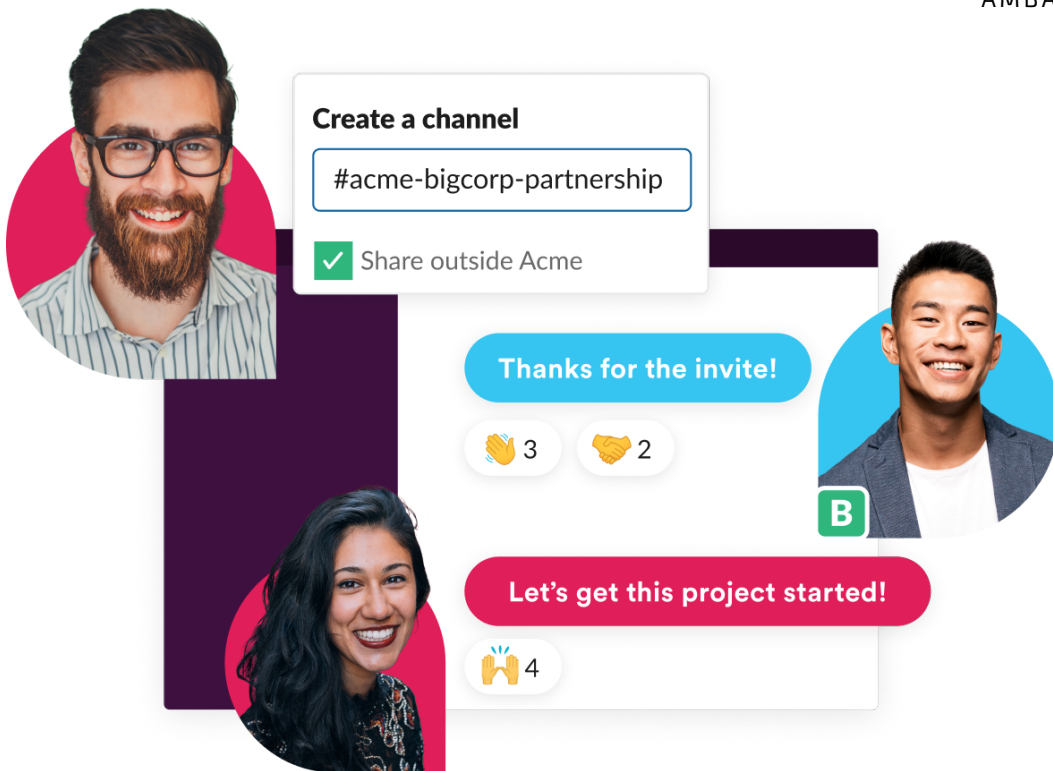 Create a channel
#acme-bigcorp-partnership
Share outside Acme
Thanks for the invite!
3
2
B
Let’s get this project started!
4